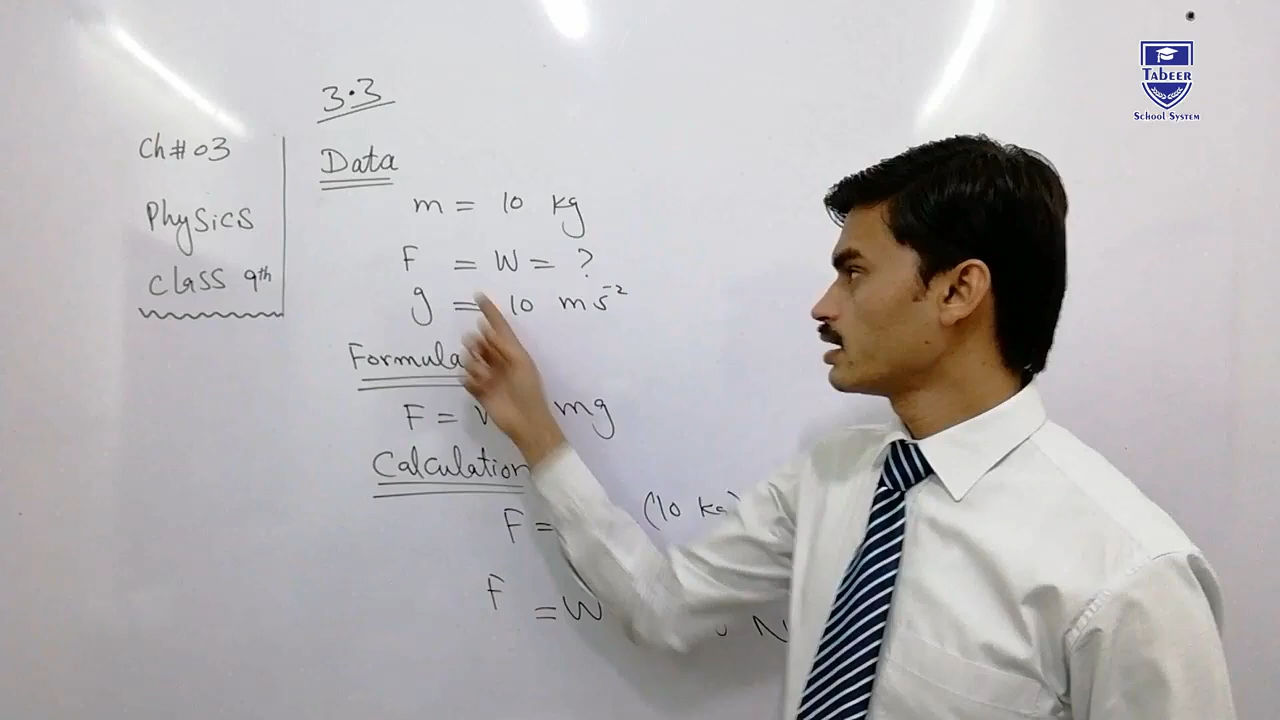 TABEER
School System
3.3
Ch# 03
Physics
Class 9th
Data
m = 10 kg
F = W = ?
g = 10 ms⁻²
Formula
F = mg
Calculation
F = (10 kg)
F = W N